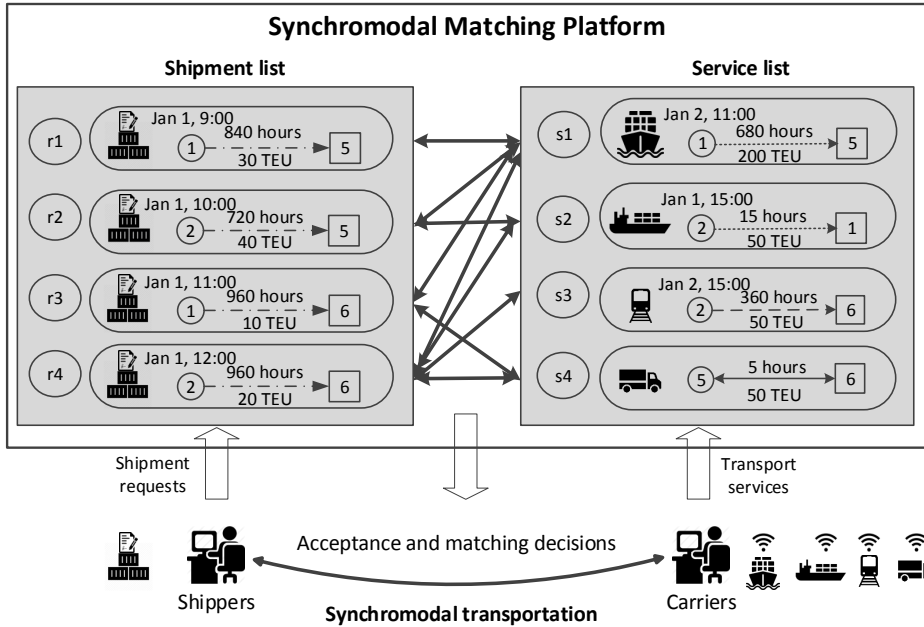 Synchromodal Matching Platform
Shipment list
Service list
r1
Jan 1, 9:00
840 hours
1
5
30 TEU
r2
Jan 1, 10:00
720 hours
2
5
40 TEU
r3
Jan 1, 11:00
960 hours
1
6
10 TEU
r4
Jan 1, 12:00
960 hours
2
6
20 TEU
s1
Jan 2, 11:00
680 hours
1
5
200 TEU
s2
Jan 1, 15:00
15 hours
2
1
50 TEU
s3
Jan 2, 15:00
360 hours
2
6
50 TEU
s4
5 hours
5
6
50 TEU
Shipment
requests
Transport
services
Acceptance and matching decisions
Shippers
Carriers
Synchromodal transportation